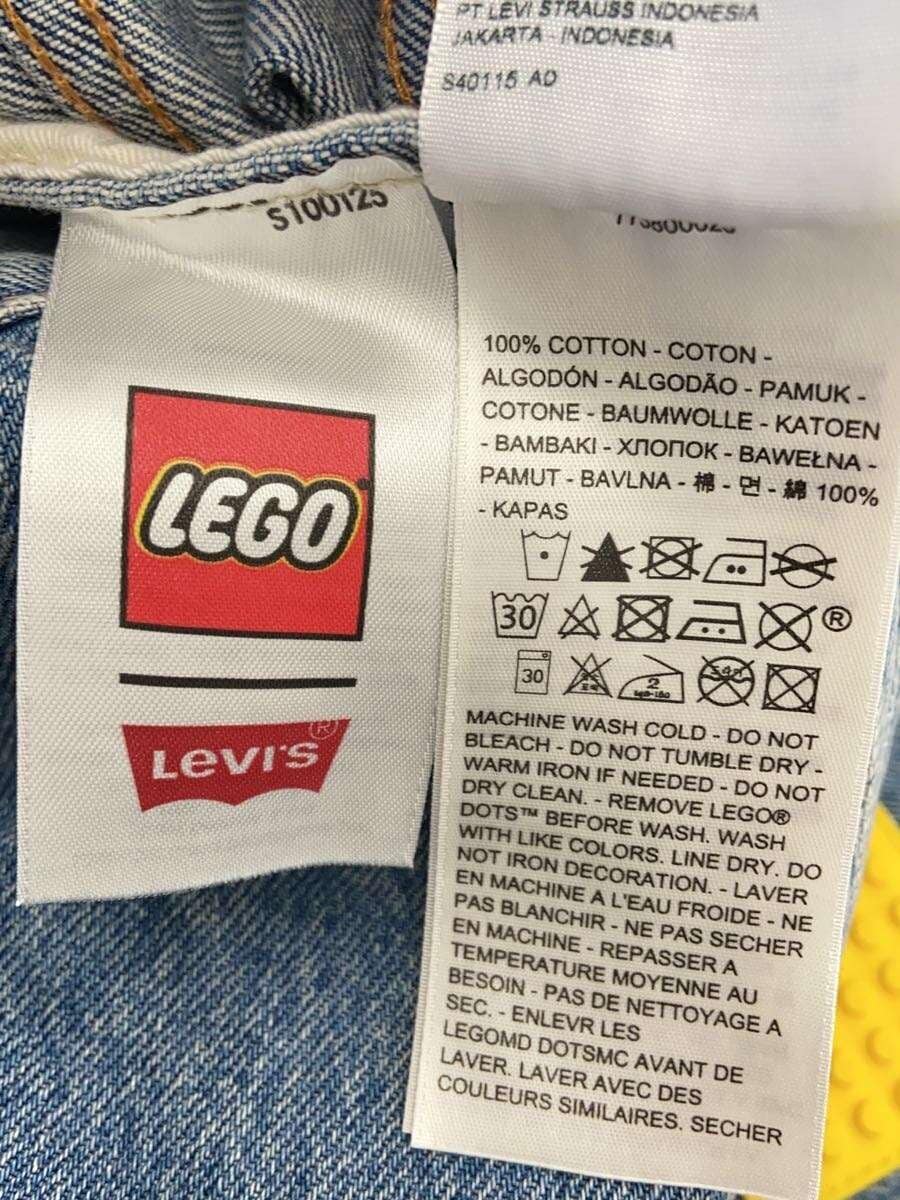 PT LEVI STRAUSS INDONESIA
JAKARTA - INDONESIA
S40115 AD
S100125
LEGO
LEVI'S®
100% COTTON - COTON -
ALGODÓN - ALGODÃO - PAMUK -
COTONE - BAUMWOLLE - KATOEN
- BAMBAKI - ХЛОПОК - BAWEŁNA -
PAMUT - BAVLNA - 棉 - 면 - 綿 100%
- KAPAS
30
®
30
2
MACHINE WASH COLD - DO NOT
BLEACH - DO NOT TUMBLE DRY -
WARM IRON IF NEEDED - DO NOT
DRY CLEAN. - REMOVE LEGO®
DOTS™ BEFORE WASH. WASH
WITH LIKE COLORS. LINE DRY. DO
NOT IRON DECORATION. - LAVER
EN MACHINE A L'EAU FROIDE - NE
PAS BLANCHIR - NE PAS SECHER
EN MACHINE - REPASSER A
TEMPERATURE MOYENNE AU
BESOIN - PAS DE NETTOYAGE A
SEC. - ENLEVR LES
LEGOMD DOTSMC AVANT DE
LAVER. LAVER AVEC DES
COULEURS SIMILAIRES. SECHER